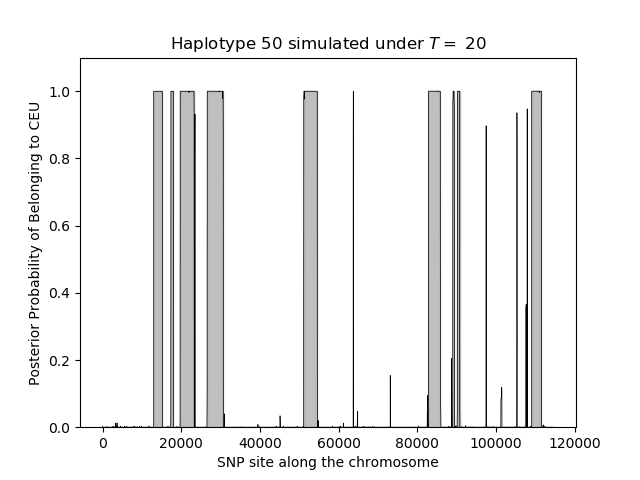 Haplotype 50 simulated under T = 20
Posterior Probability of Belonging to CEU
1.0
0.8
0.6
0.4
0.2
0.0
0 20000 40000 60000 80000 100000 120000
SNP site along the chromosome